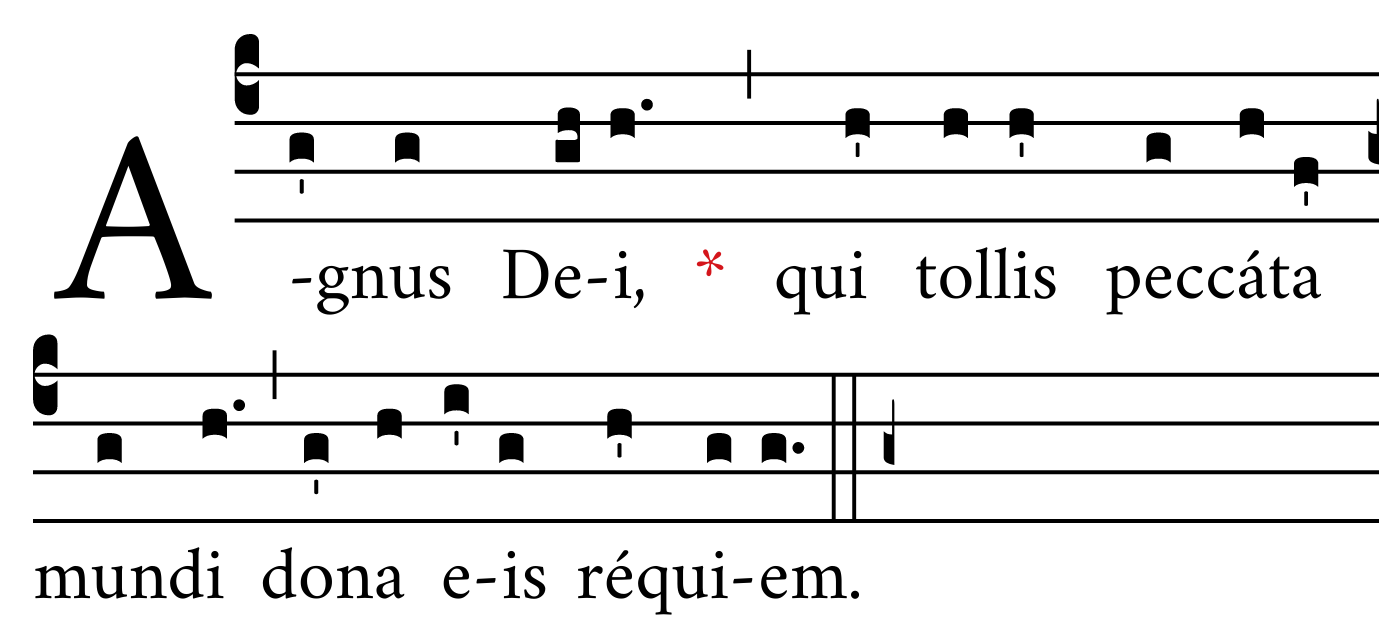 A-gnus De-i, * qui tollis peccáta
mundi dona e-is réqui-em.